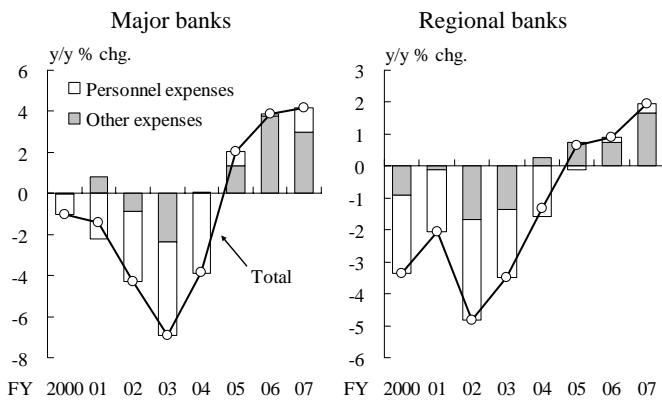 Major banks
y/y % chg.
6
4
2
0
-2
-4
-6
-8
Personnel expenses
Other expenses
Total
FY 2000 01 02 03 04 05 06 07
Regional banks
y/y % chg.
3
2
1
0
-1
-2
-3
-4
-5
-6
FY 2000 01 02 03 04 05 06 07